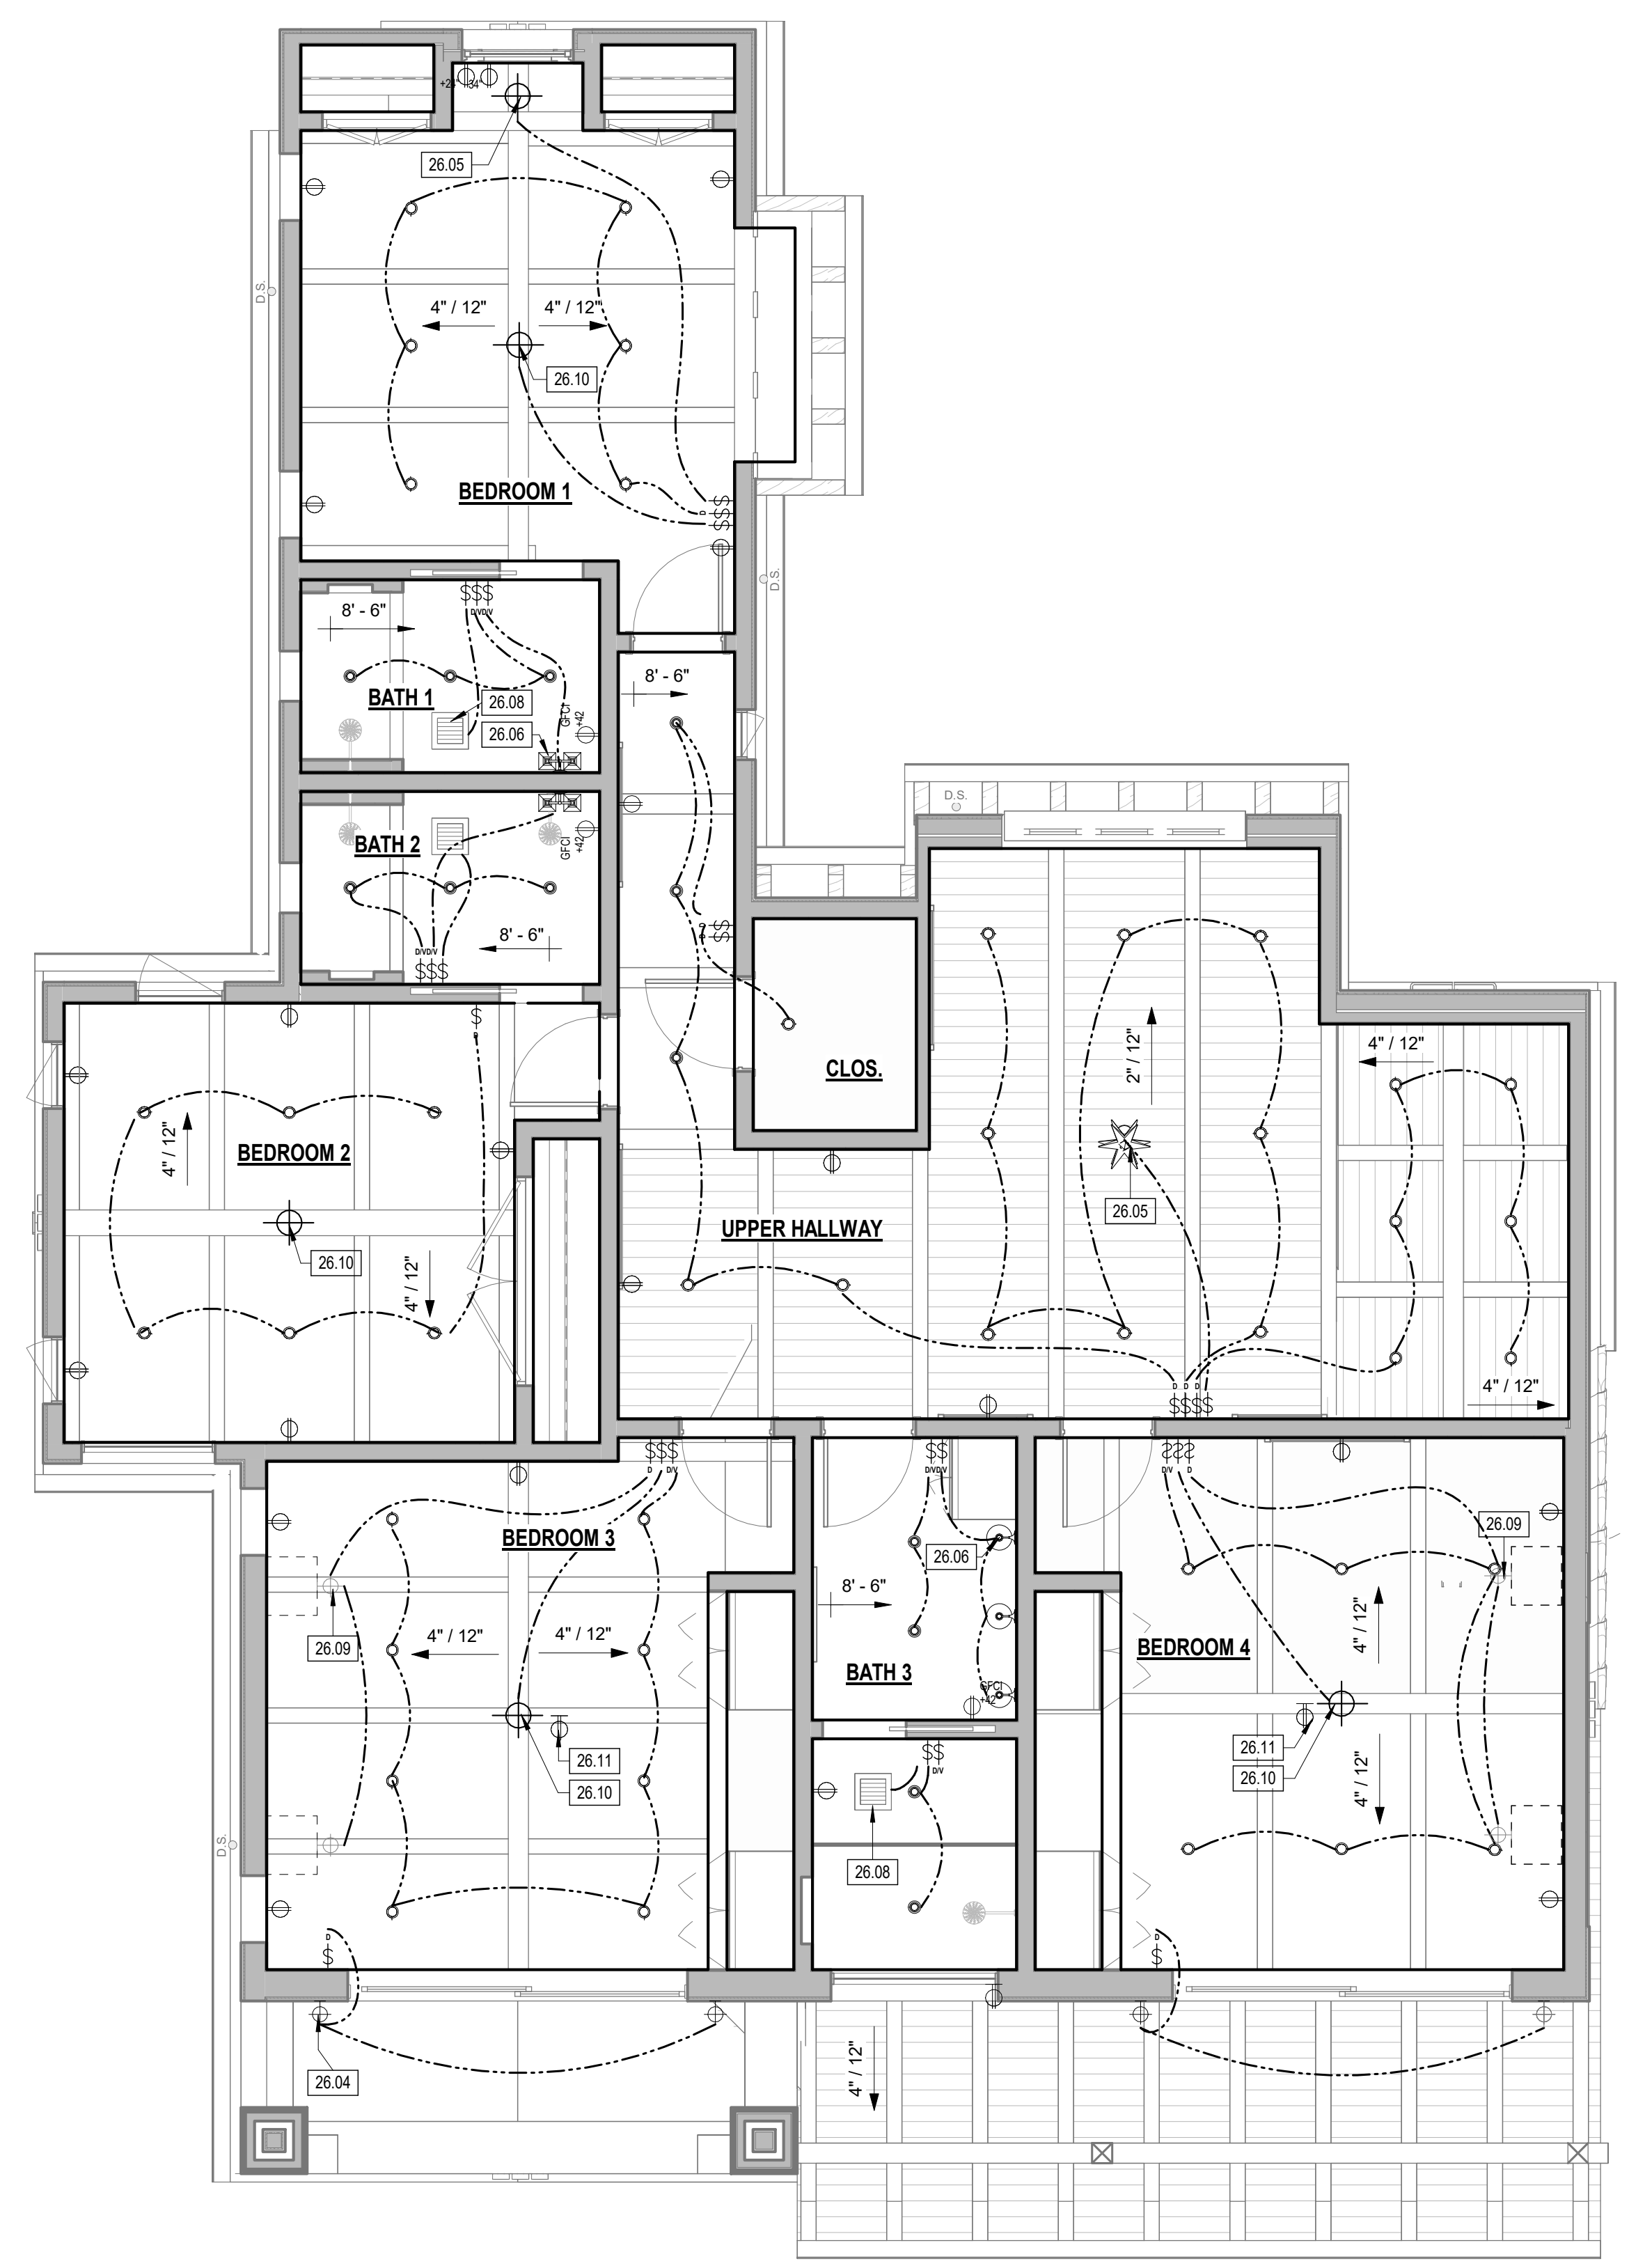 +24" 34"
26.05
D.S.
4" / 12" 4" / 12"
26.10
BEDROOM 1
SSS
D
D.S.
$$$
D/V D/V
8' - 6"
8' - 6"
BATH 1
26.08
GFCI
+42
26.06
BATH 2
GFCI
+42
D.S.
D/V D/V
$$$
8' - 6"
D
SS
$
D
CLOS.
2" / 12"
4" / 12"
BEDROOM 2
4" / 12"
26.10
4" / 12"
26.05
UPPER HALLWAY
D D D
$$$$
4" / 12"
$$$
D D/V
$$
D/V D/V
$$$
D/V D
BEDROOM 3
26.09
26.06
26.09
8' - 6"
4" / 12" 4" / 12"
4" / 12"
BATH 3
BEDROOM 4
GFCI
+42
26.11
26.10
$$
D/V
26.11
26.10
4" / 12"
26.08
D.S.
D
$
D
$
26.04
4" / 12"